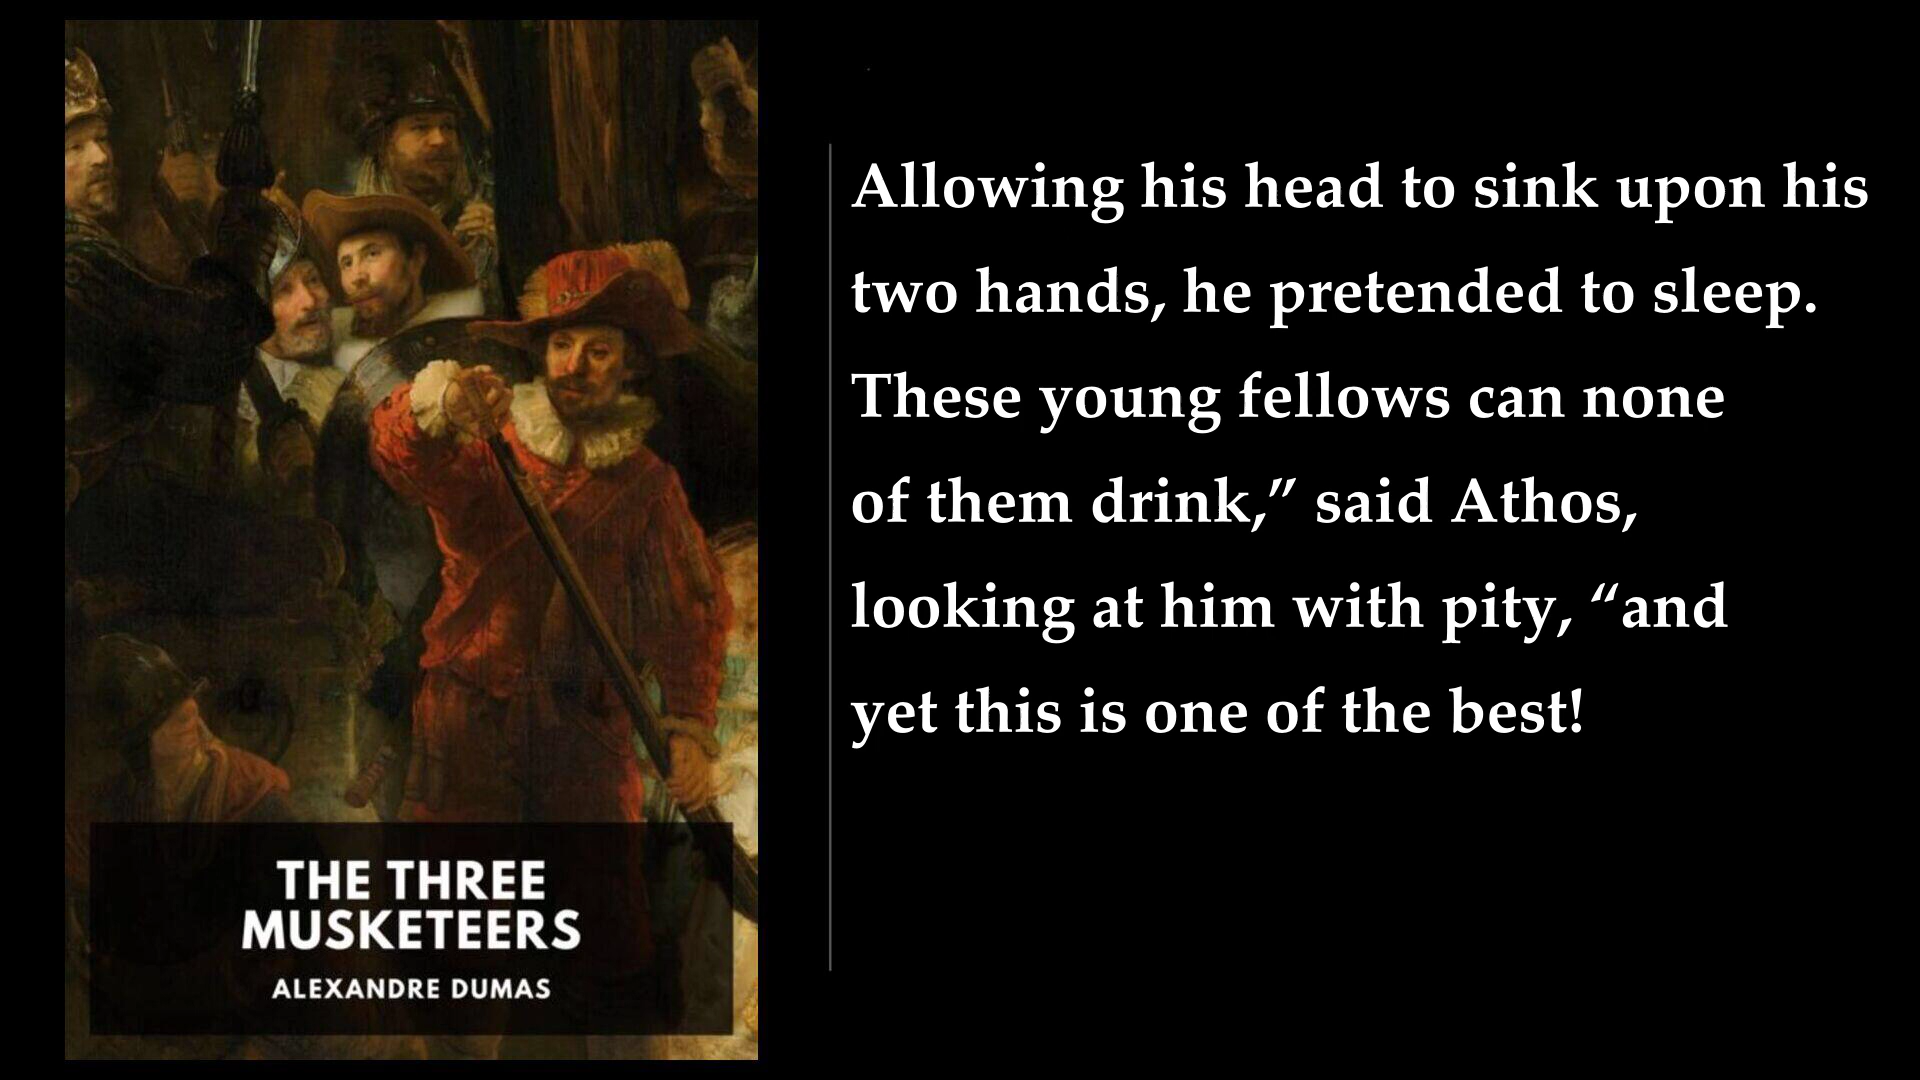 THE THREE
MUSKETEERS
ALEXANDRE DUMAS
Allowing his head to sink upon his
two hands, he pretended to sleep.
These young fellows can none
of them drink,” said Athos,
looking at him with pity, “and
yet this is one of the best!